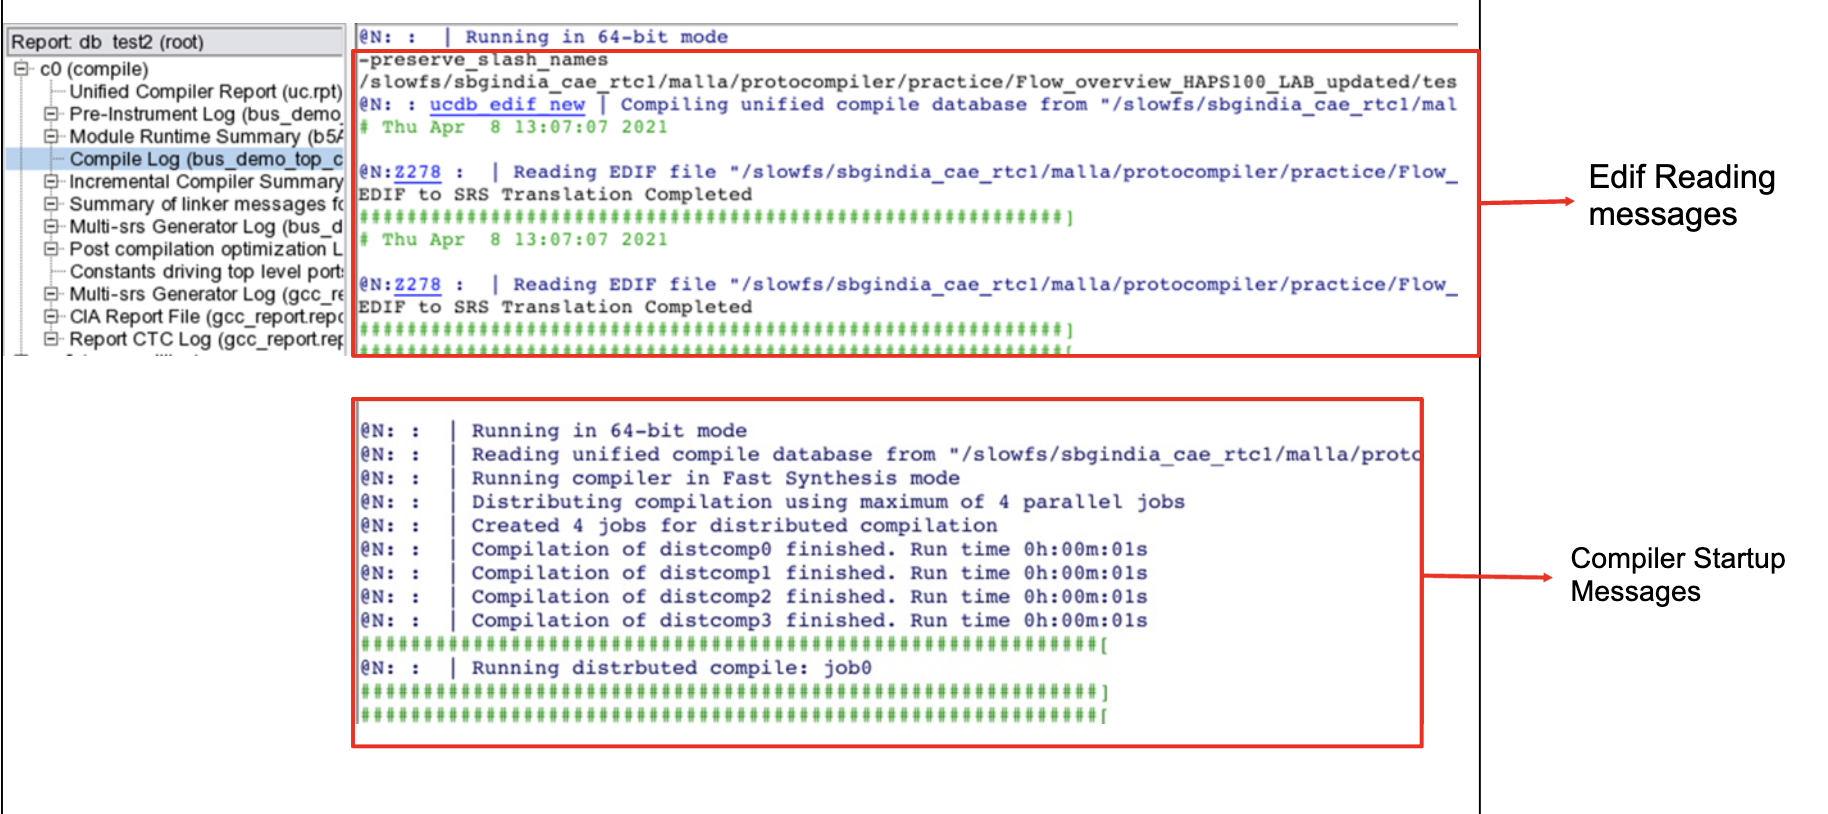 Report: db test2 (root)
c0 (compile)
Unified Compiler Report (uc.rpt)
Pre-Instrument Log (bus_demo_
Module Runtime Summary (b5A
Compile Log (bus_demo_top_c
Incremental Compiler Summary
Summary of linker messages fo
Multi-srs Generator Log (bus_d
Post compilation optimization L
Constants driving top level port
Multi-srs Generator Log (gcc_re
CIA Report File (gcc_report.repo
Report CTC Log (gcc_report.rep
@N: :  | Running in 64-bit mode
-preserve_slash_names
/slowfs/sbgindia_cae_rtc1/malla/protocompiler/practice/Flow_overview_HAPS100_LAB_updated/tes
@N: : ucdb_edif_new | Compiling unified compile database from "/slowfs/sbgindia_cae_rtc1/mal
# Thu Apr  8 13:07:07 2021
@N:Z278 :  | Reading EDIF file "/slowfs/sbgindia_cae_rtc1/malla/protocompiler/practice/Flow_
EDIF to SRS Translation Completed
###########################################################]
# Thu Apr  8 13:07:07 2021
@N:Z278 :  | Reading EDIF file "/slowfs/sbgindia_cae_rtc1/malla/protocompiler/practice/Flow_
EDIF to SRS Translation Completed
###########################################################]
###########################################################[
Edif Reading
messages
@N: :  | Running in 64-bit mode
@N: :  | Reading unified compile database from "/slowfs/sbgindia_cae_rtc1/malla/protc
@N: :  | Running compiler in Fast Synthesis mode
@N: :  | Distributing compilation using maximum of 4 parallel jobs
@N: :  | Created 4 jobs for distributed compilation
@N: :  | Compilation of distcomp0 finished. Run time 0h:00m:01s
@N: :  | Compilation of distcomp1 finished. Run time 0h:00m:01s
@N: :  | Compilation of distcomp2 finished. Run time 0h:00m:01s
@N: :  | Compilation of distcomp3 finished. Run time 0h:00m:01s
###########################################################[
@N: :  | Running distrbuted compile: job0
###########################################################]
###########################################################[
Compiler Startup
Messages